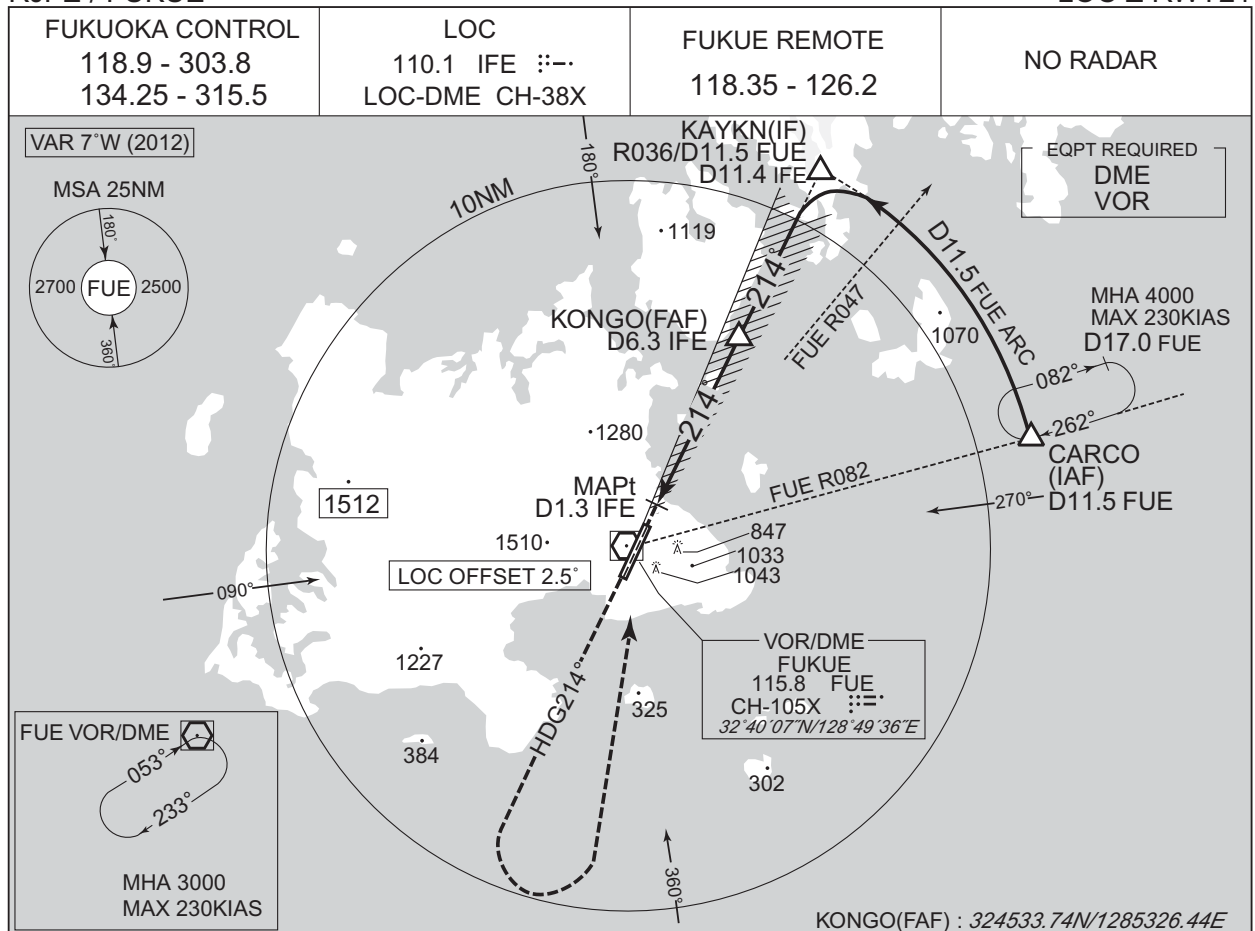 FUKUOKA CONTROL
118.9 - 303.8
134.25 - 315.5
LOC
110.1 IFE
LOC-DME CH-38X
FUKUE REMOTE
118.35 - 126.2
NO RADAR
VAR 7˚W (2012)
MSA 25NM
180˚
2700 FUE 2500
360˚
10NM
180˚
KAYKN(IF)
R036/D11.5 FUE
D11.4 IFE
EQPT REQUIRED
DME
VOR
1119
214˚
D11.5 FUE ARC
FUE R047
KONGO(FAF)
D6.3 IFE
1070
MHA 4000
MAX 230KIAS
D17.0 FUE
082˚
262˚
CARCO
(IAF)
D11.5 FUE
214˚
1280
FUE R082
270˚
1512
MAPt
D1.3 IFE
1510
847
1033
1043
LOC OFFSET 2.5˚
090˚
1227
HDG214˚
VOR/DME
FUKUE
115.8 FUE
CH-105X
32˚40´07˝N/128˚49´36˝E
325
384
302
FUE VOR/DME
053˚
233˚
MHA 3000
MAX 230KIAS
360˚
KONGO(FAF) : 324533.74N/1285326.44E